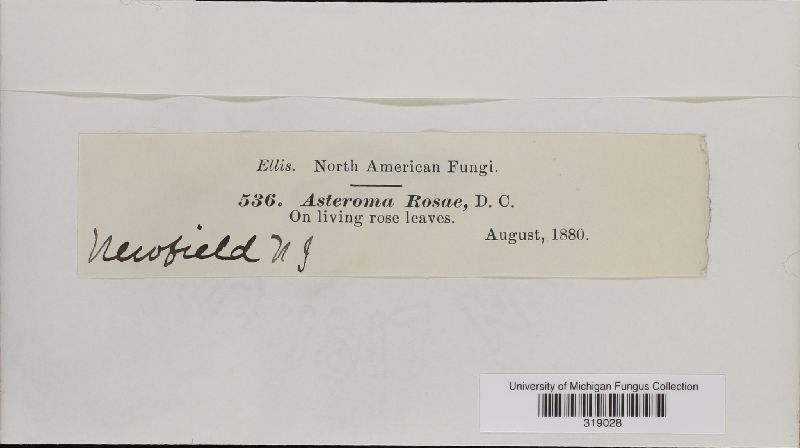 Ellis. North American Fungi.
536. Asteroma Rosae, D. C.
On living rose leaves.
August, 1880.
Newfield N J
University of Michigan Fungus Collection
319028